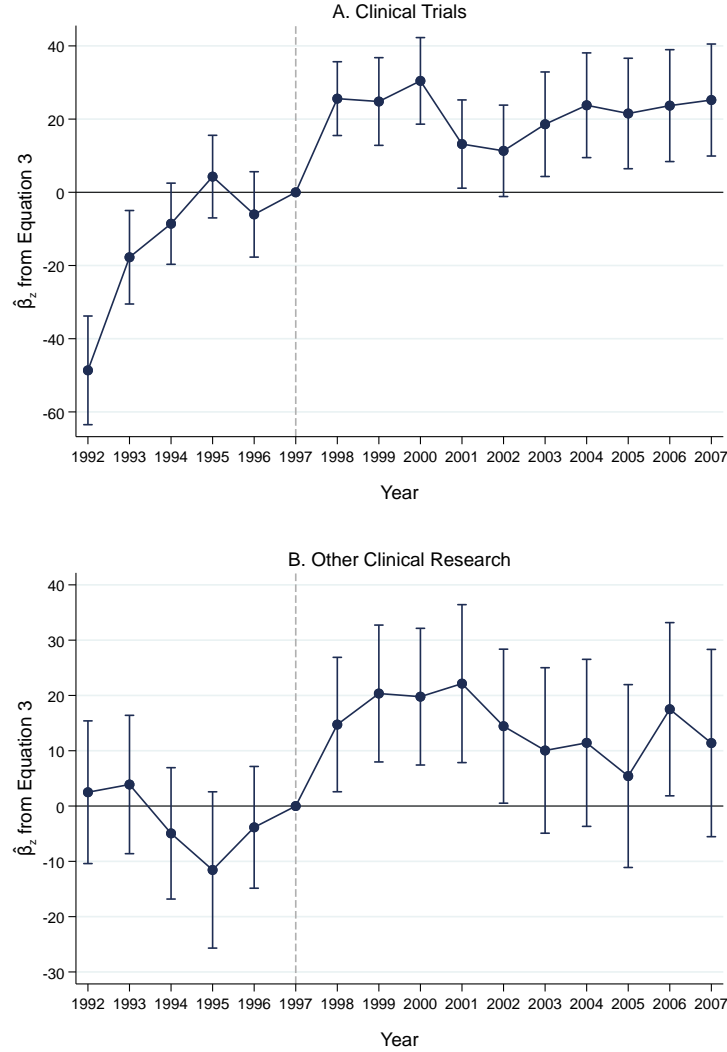 A. Clinical Trials
β̂z from Equation 3
40
20
0
-20
-40
-60
1992 1993 1994 1995 1996 1997 1998 1999 2000 2001 2002 2003 2004 2005 2006 2007
Year
B. Other Clinical Research
β̂z from Equation 3
40
30
20
10
0
-10
-20
-30
1992 1993 1994 1995 1996 1997 1998 1999 2000 2001 2002 2003 2004 2005 2006 2007
Year